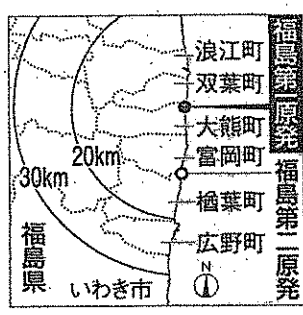 福島第一原発
福島第二原発
浪江町
双葉町
大熊町
富岡町
楢葉町
広野町
20km
30km
福島県
いわき市
N